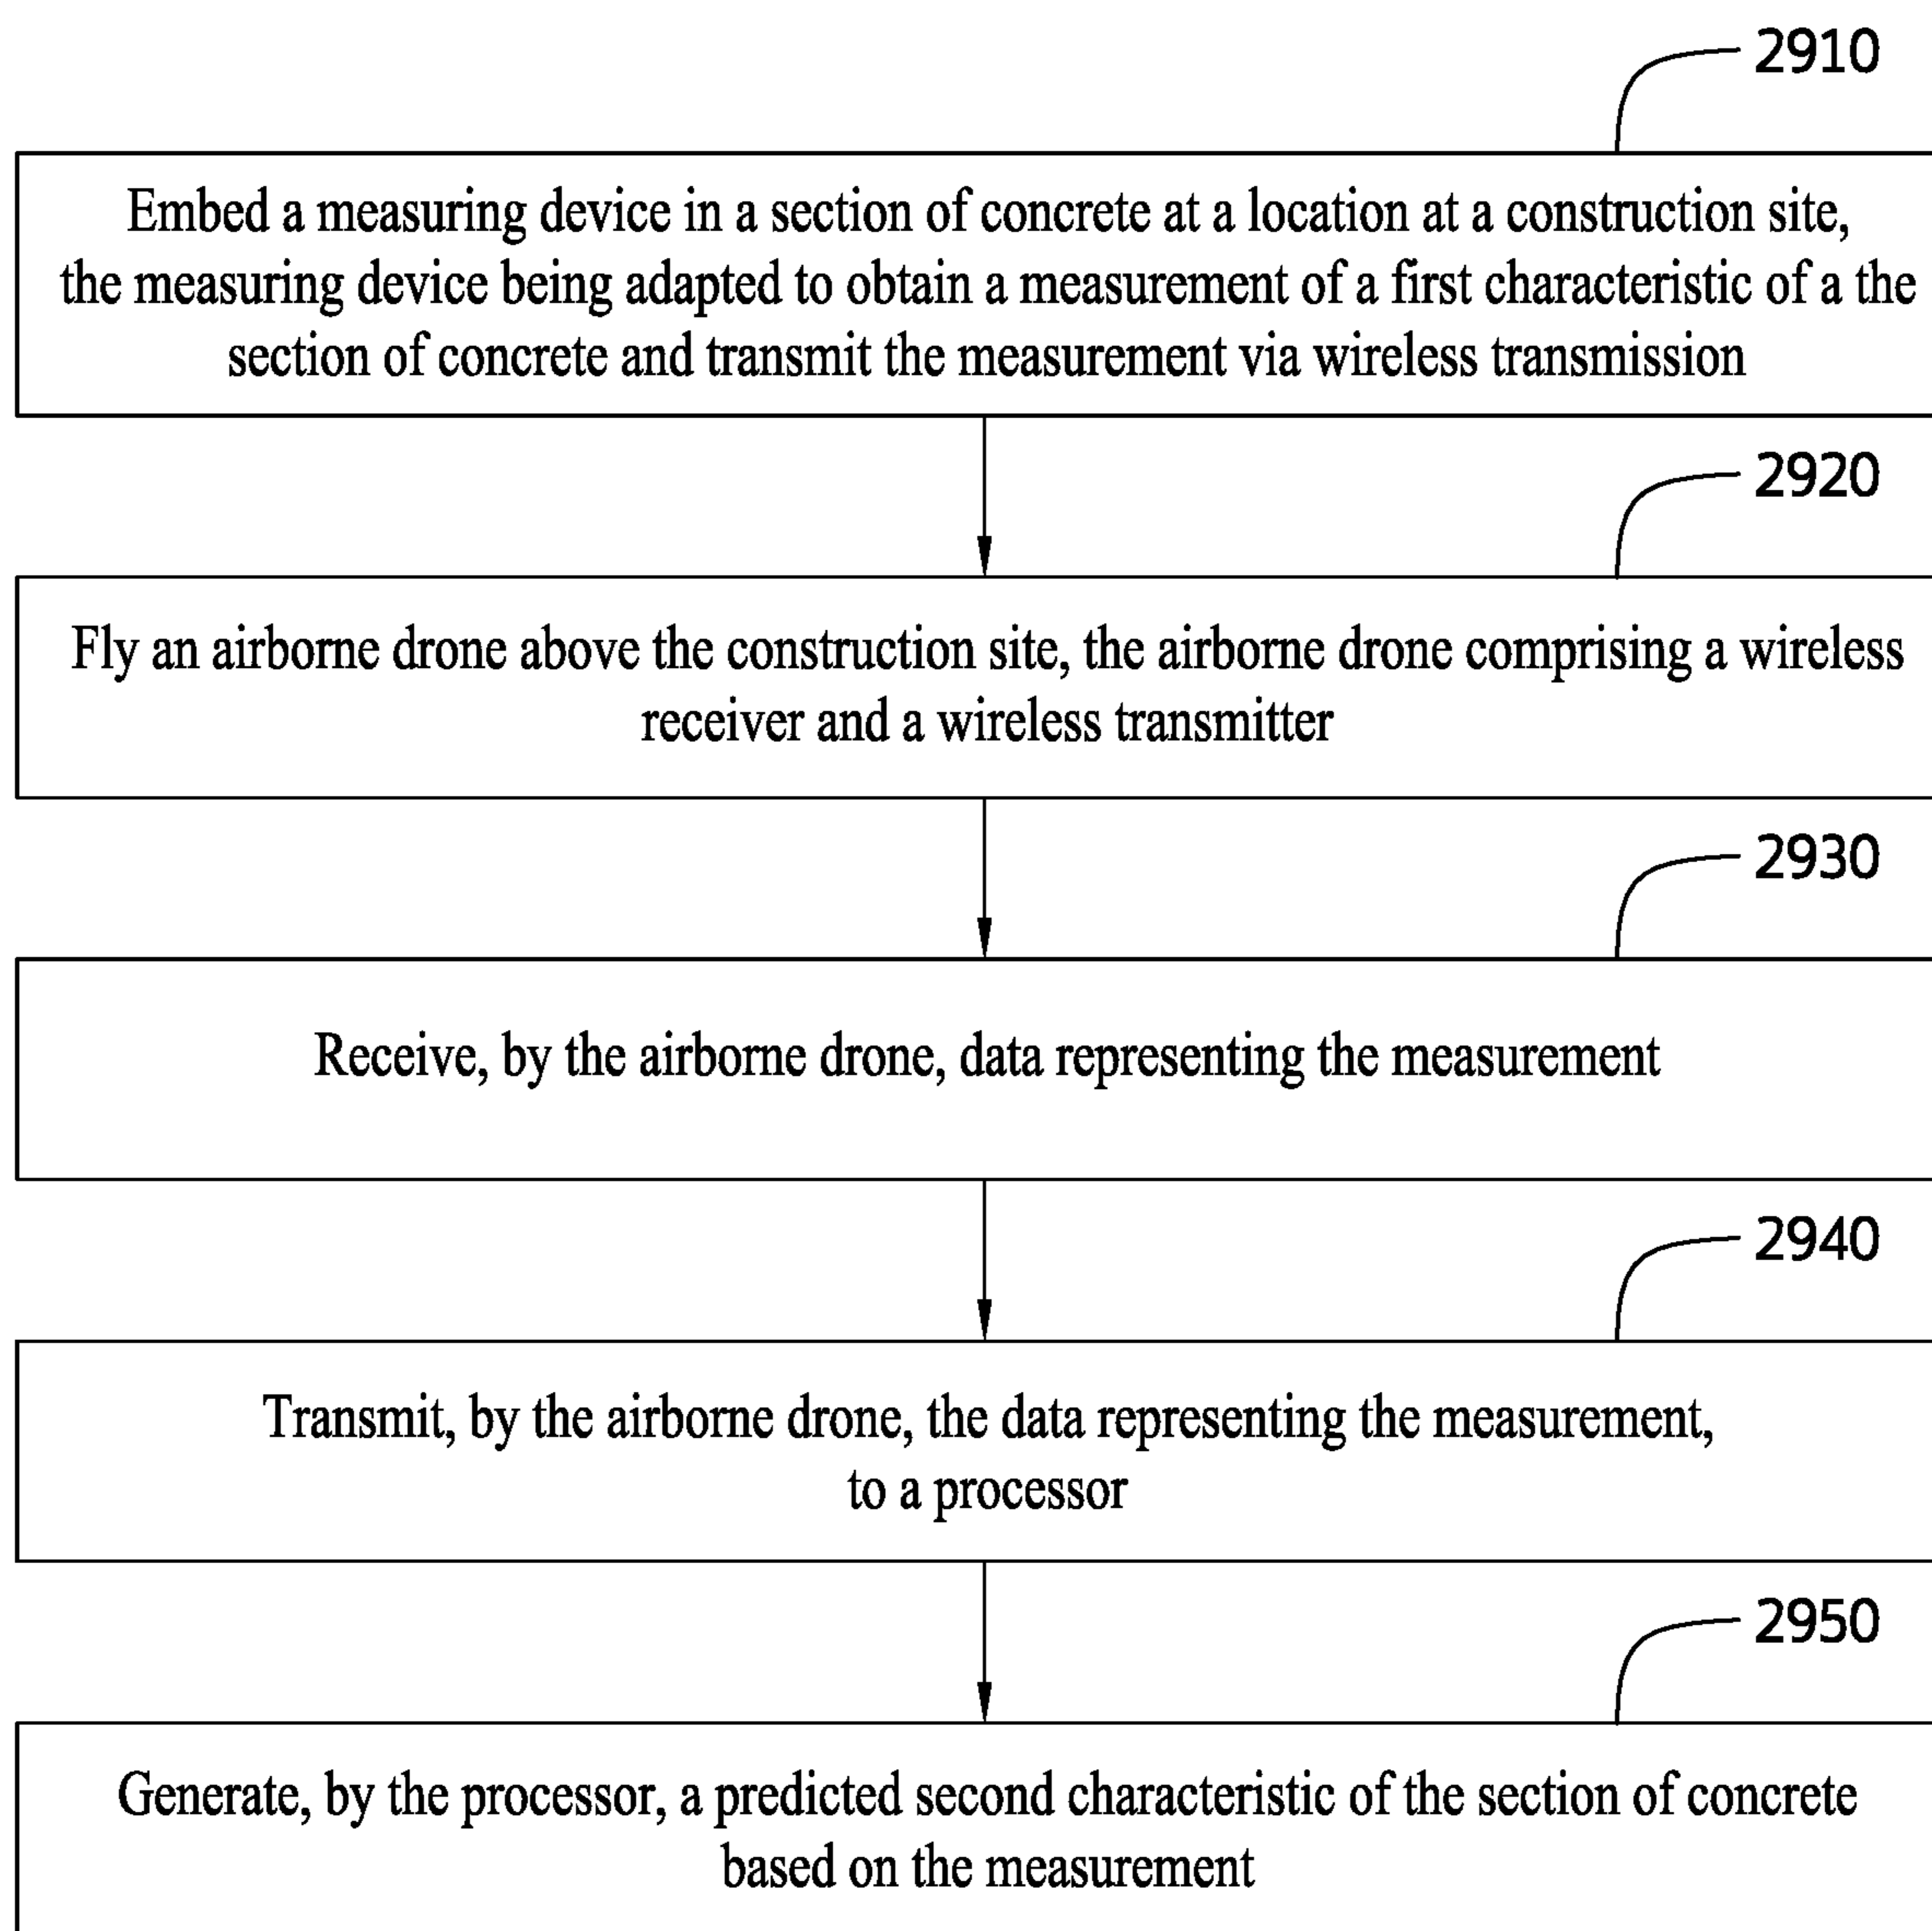 2910
Embed a measuring device in a section of concrete at a location at a construction site,
the measuring device being adapted to obtain a measurement of a first characteristic of a the
section of concrete and transmit the measurement via wireless transmission
2920
Fly an airborne drone above the construction site, the airborne drone comprising a wireless
receiver and a wireless transmitter
2930
Receive, by the airborne drone, data representing the measurement
2940
Transmit, by the airborne drone, the data representing the measurement,
to a processor
2950
Generate, by the processor, a predicted second characteristic of the section of concrete
based on the measurement